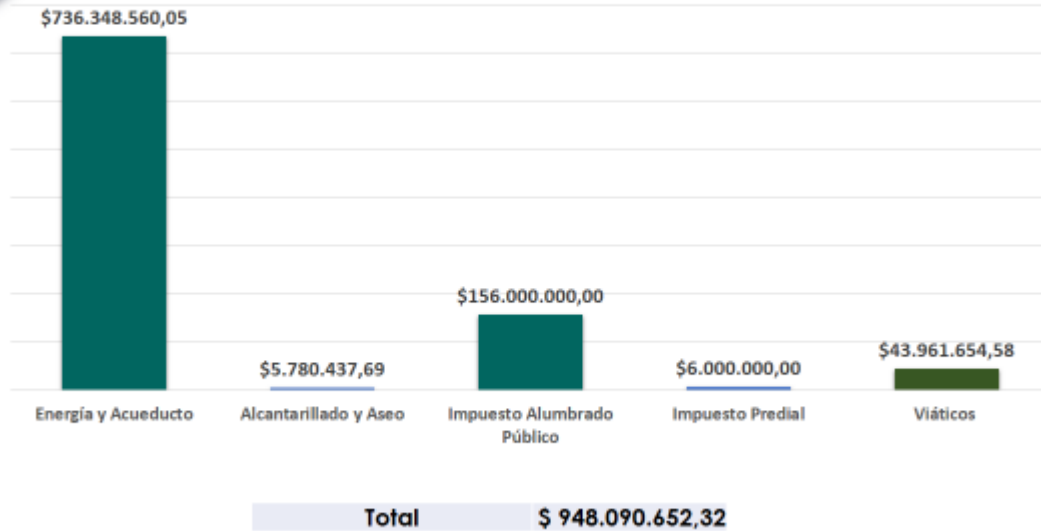 $736.348.560,05
$156.000.000,00
$43.961.654,58
$5.780.437,69
$6.000.000,00
Energía y Acueducto
Alcantarillado y Aseo
Impuesto Alumbrado
Público
Impuesto Predial
Viáticos
Total $ 948.090.652,32